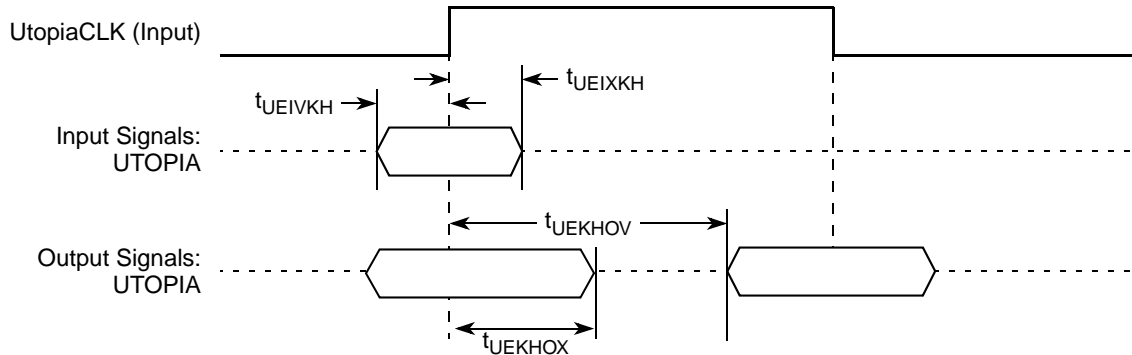 UtopiaCLK (Input)
tUEIXKH
tUEIVKH
Input Signals:
UTOPIA
tUEKHOV
Output Signals:
UTOPIA
tUEKHOX